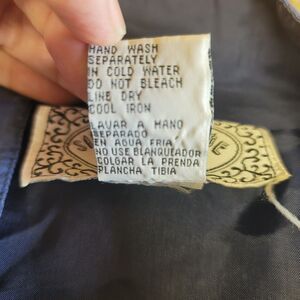 HAND WASH
SEPARATELY
IN COLD WATER
DO NOT BLEACH
LINE DRY
COOL IRON
LAVAR A MANO
SEPARADO
EN AGUA FRIA
NO USE BLANQUEADOR
COLGAR LA PRENDA
PLANCHA TIBIA